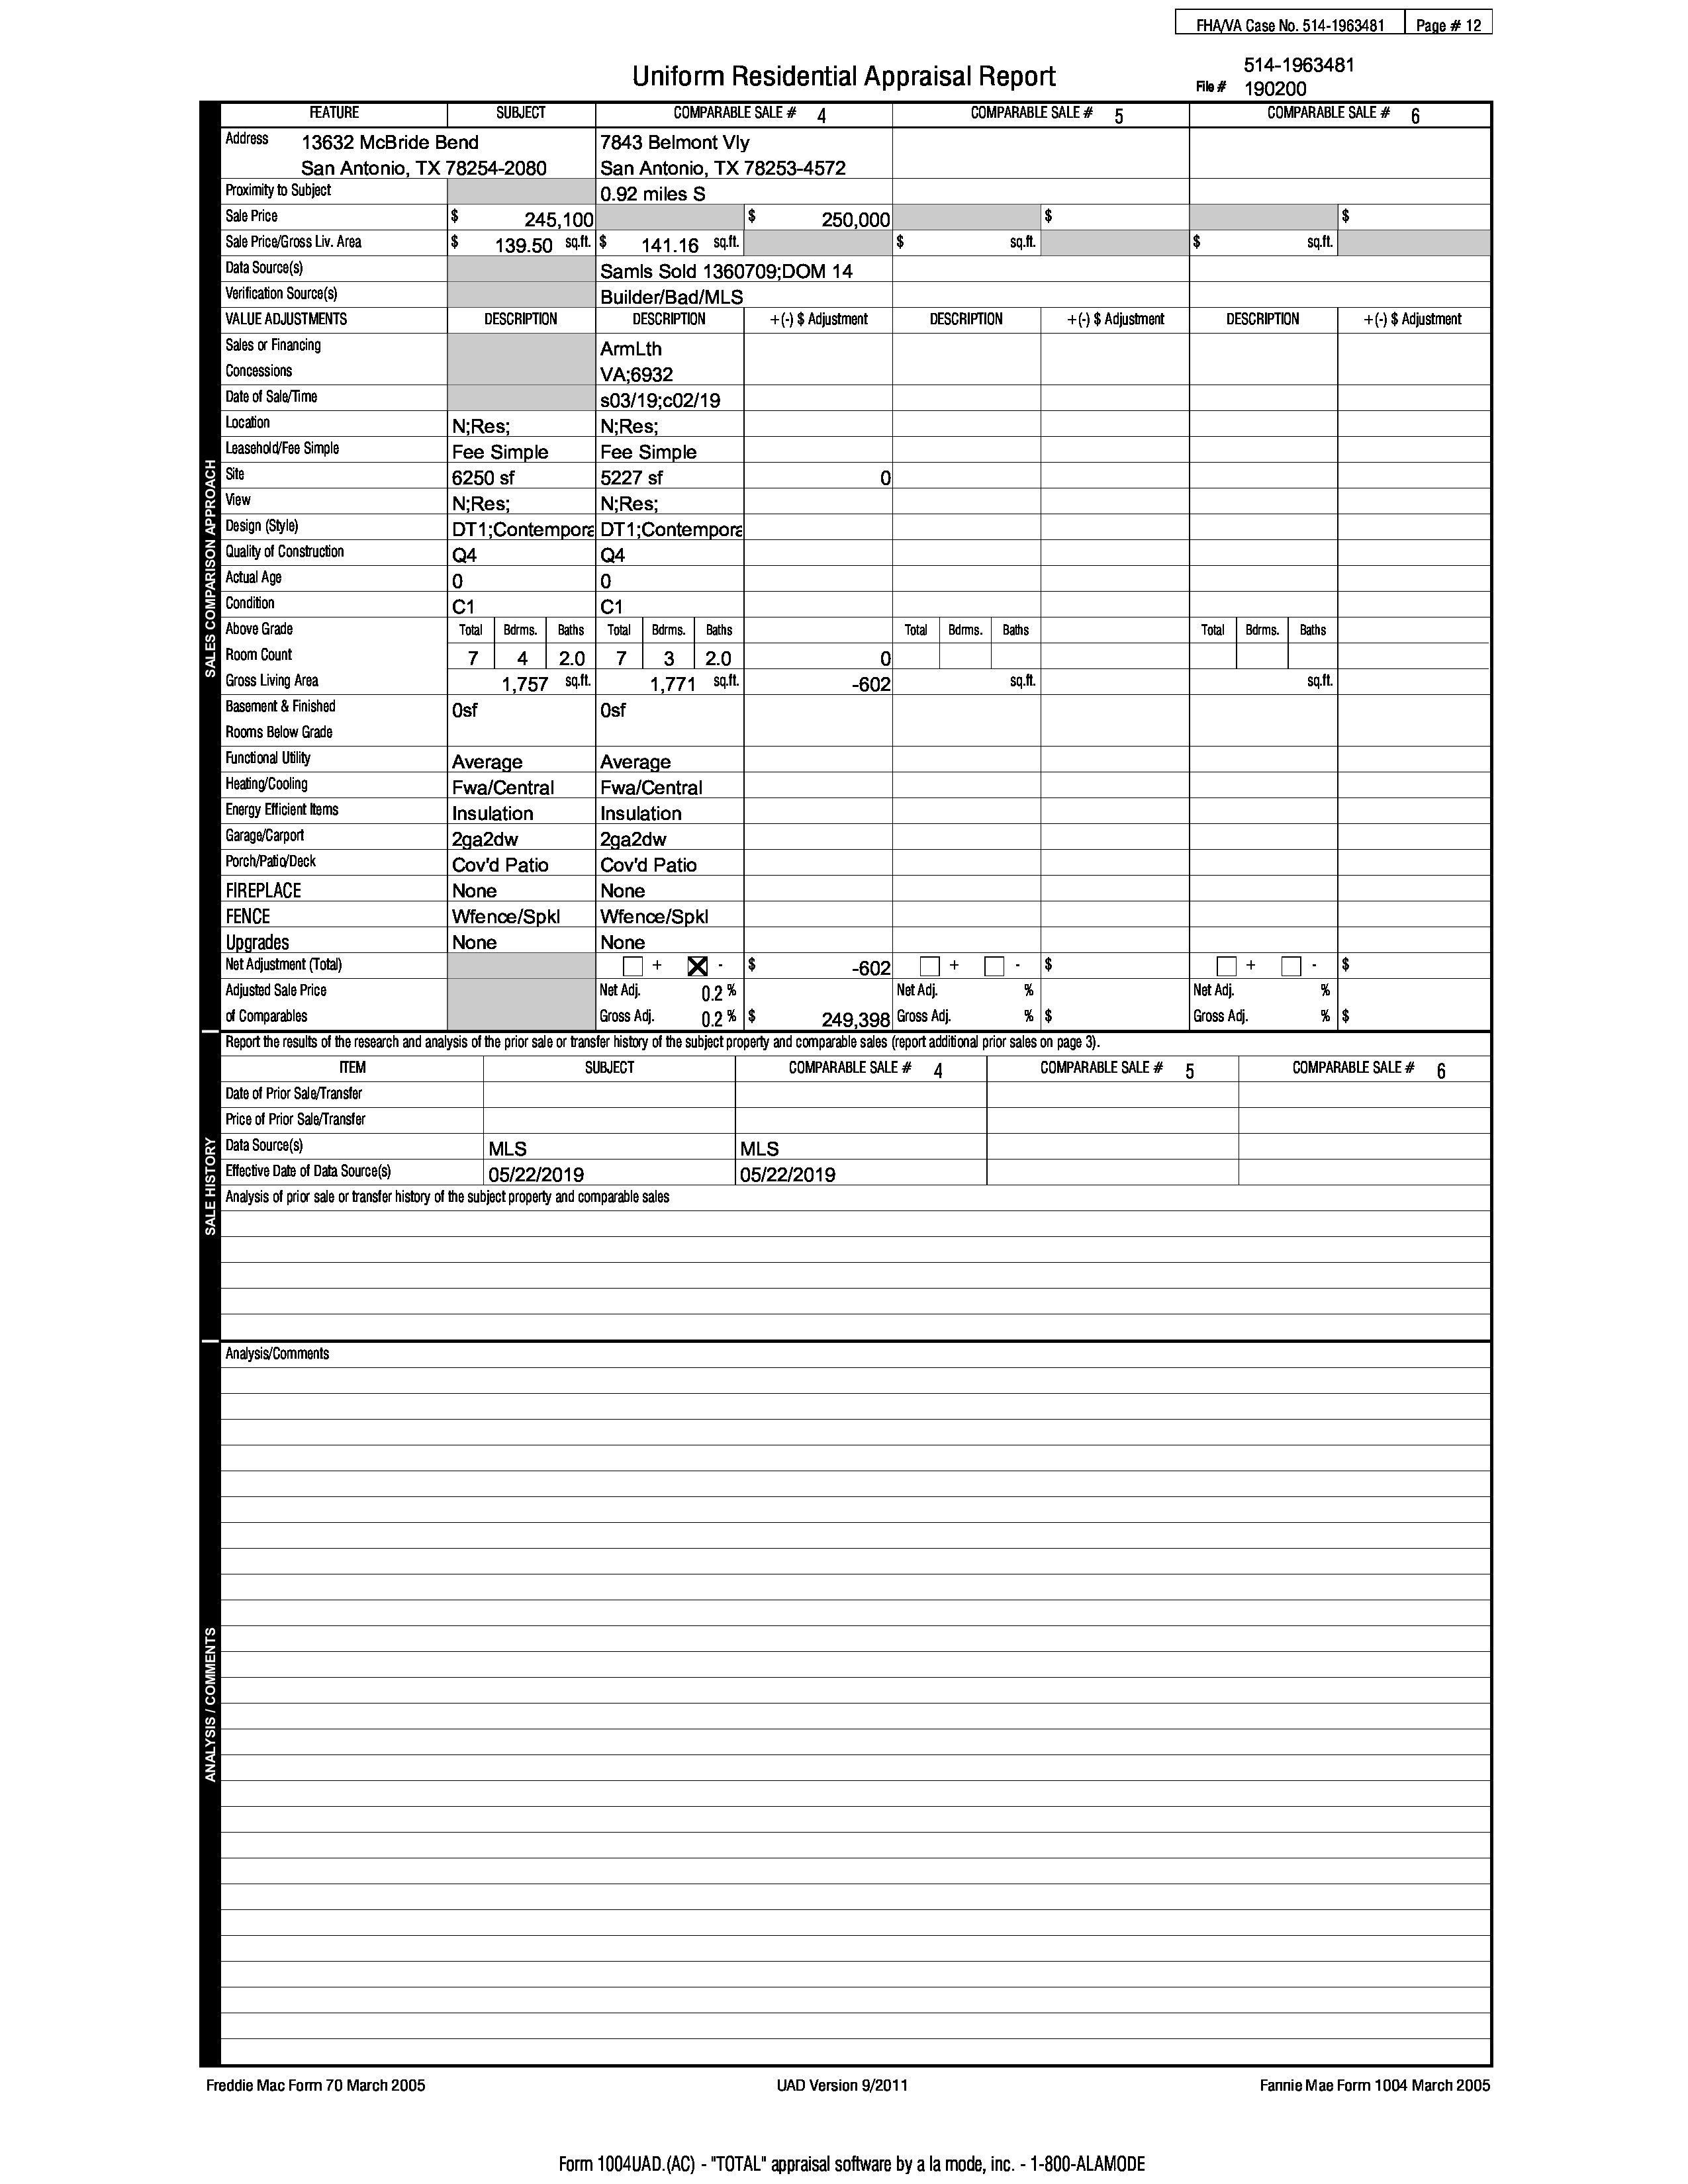 FHA/VA Case No. 514-1963481 Page # 12
514-1963481
Uniform Residential Appraisal Report File # 190200
FEATURE SUBJECT COMPARABLE SALE # 4 COMPARABLE SALE # 5 COMPARABLE SALE # 6
Address 13632 McBride Bend 7843 Belmont Vly
San Antonio, TX 78254-2080 San Antonio, TX 78253-4572
Proximity to Subject 0.92 miles S
Sale Price $ 245,100 $ 250,000 $ $
Sale Price/Gross Liv. Area $ 139.50 sq.ft. $ 141.16 sq.ft. $ sq.ft. $ sq.ft.
Data Source(s) Samls Sold 1360709;DOM 14
Verification Source(s) Builder/Bad/MLS
VALUE ADJUSTMENTS DESCRIPTION DESCRIPTION +(-) $ Adjustment DESCRIPTION +(-) $ Adjustment DESCRIPTION +(-) $ Adjustment
Sales or Financing ArmLth
Concessions VA;6932
Date of Sale/Time s03/19;c02/19
Location N;Res; N;Res;
Leasehold/Fee Simple Fee Simple Fee Simple
Site 6250 sf 5227 sf 0
View N;Res; N;Res;
Design (Style) DT1;Contempora DT1;Contempora
Quality of Construction Q4 Q4
Actual Age 0 0
Condition C1 C1
Above Grade Total Bdrms. Baths Total Bdrms. Baths Total Bdrms. Baths Total Bdrms. Baths
Room Count 7 4 2.0 7 3 2.0 0
Gross Living Area 1,757 sq.ft. 1,771 sq.ft. -602 sq.ft. sq.ft.
Basement & Finished 0sf 0sf
Rooms Below Grade
Functional Utility Average Average
Heating/Cooling Fwa/Central Fwa/Central
Energy Efficient Items Insulation Insulation
Garage/Carport 2ga2dw 2ga2dw
Porch/Patio/Deck Cov'd Patio Cov'd Patio
FIREPLACE None None
FENCE Wfence/Spkl Wfence/Spkl
Upgrades None None
Net Adjustment (Total) + - $ -602 + - $ + - $
Adjusted Sale Price Net Adj. 0.2 % Net Adj. % Net Adj. %
of Comparables Gross Adj. 0.2 % $ 249,398 Gross Adj. % $ Gross Adj. % $
SALES COMPARISON APPROACH
Report the results of the research and analysis of the prior sale or transfer history of the subject property and comparable sales (report additional prior sales on page 3).
ITEM SUBJECT COMPARABLE SALE # 4 COMPARABLE SALE # 5 COMPARABLE SALE # 6
Date of Prior Sale/Transfer
Price of Prior Sale/Transfer
Data Source(s) MLS MLS
Effective Date of Data Source(s) 05/22/2019 05/22/2019
Analysis of prior sale or transfer history of the subject property and comparable sales
SALE HISTORY
Analysis/Comments
ANALYSIS / COMMENTS
Freddie Mac Form 70 March 2005 UAD Version 9/2011 Fannie Mae Form 1004 March 2005
Form 1004UAD.(AC) - "TOTAL" appraisal software by a la mode, inc. - 1-800-ALAMODE